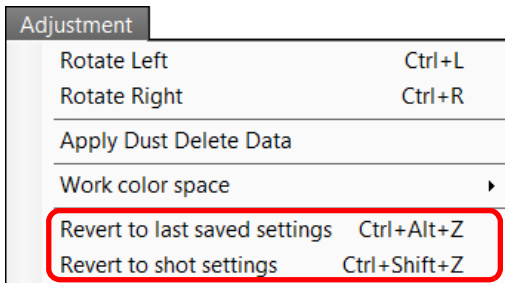 Adjustment
Rotate Left Ctrl+L
Rotate Right Ctrl+R
Apply Dust Delete Data
Work color space
Revert to last saved settings Ctrl+Alt+Z
Revert to shot settings Ctrl+Shift+Z